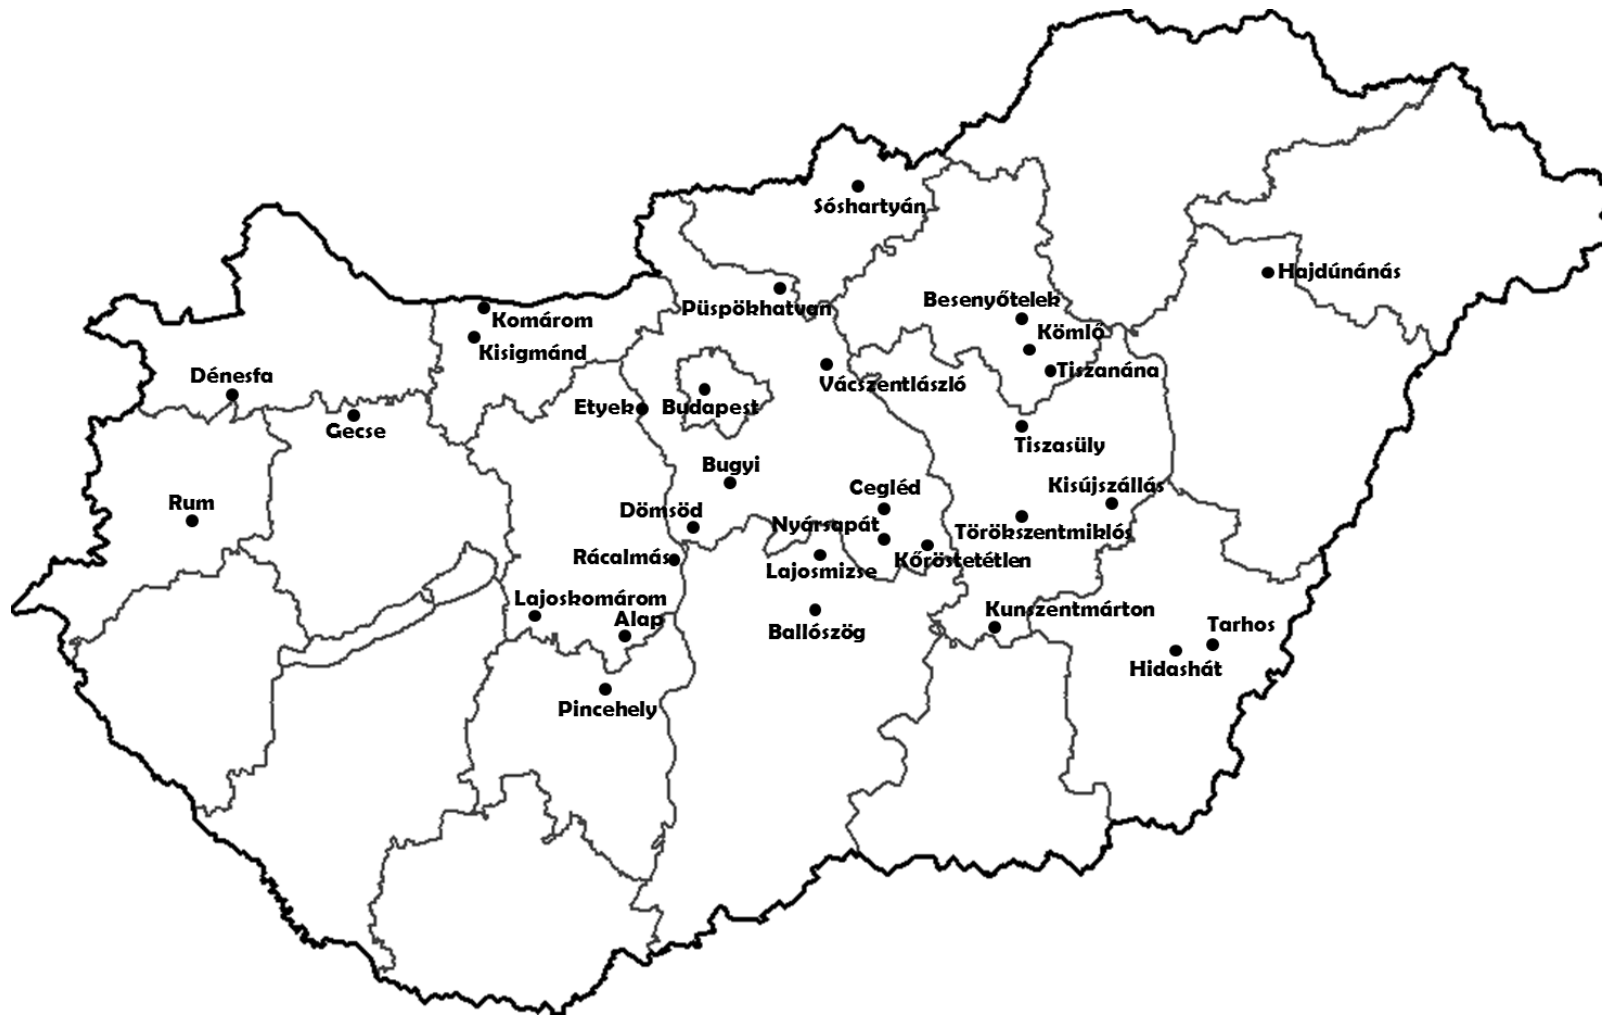 Sóshartyán
Hajdúnánás
Besenyőtelek
Püspökhatvan
Komárom
Kömlő
Kisigmánd
Tiszanána
Dénesfa
Vácszentlászló
Etyek
Budapest
Gecse
Tiszasüly
Bugyi
Cegléd
Kisújszállás
Rum
Dömsöd
Nyársapát
Törökszentmiklós
Rácalmás
Kőröstetétlen
Lajosmizse
Lajoskomárom
Kunszentmárton
Alap
Tarhos
Ballószög
Hidashát
Pincehely